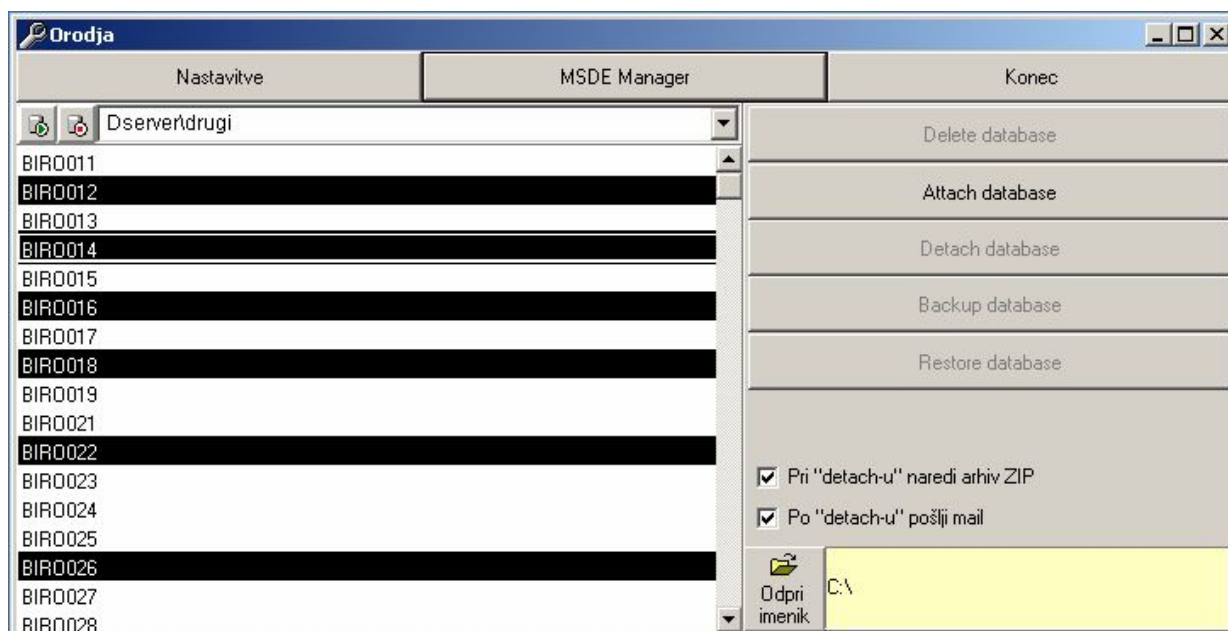 Orodja
Nastavitve MSDE Manager Konec
Dserver\drugi
BIRO011
BIRO012
BIRO013
BIRO014
BIRO015
BIRO016
BIRO017
BIRO018
BIRO019
BIRO021
BIRO022
BIRO023
BIRO024
BIRO025
BIRO026
BIRO027
BIRO028
Delete database
Attach database
Detach database
Backup database
Restore database
Pri "detach-u" naredi arhiv ZIP
Po "detach-u" pošlji mail
Odpri
imenik
C:\